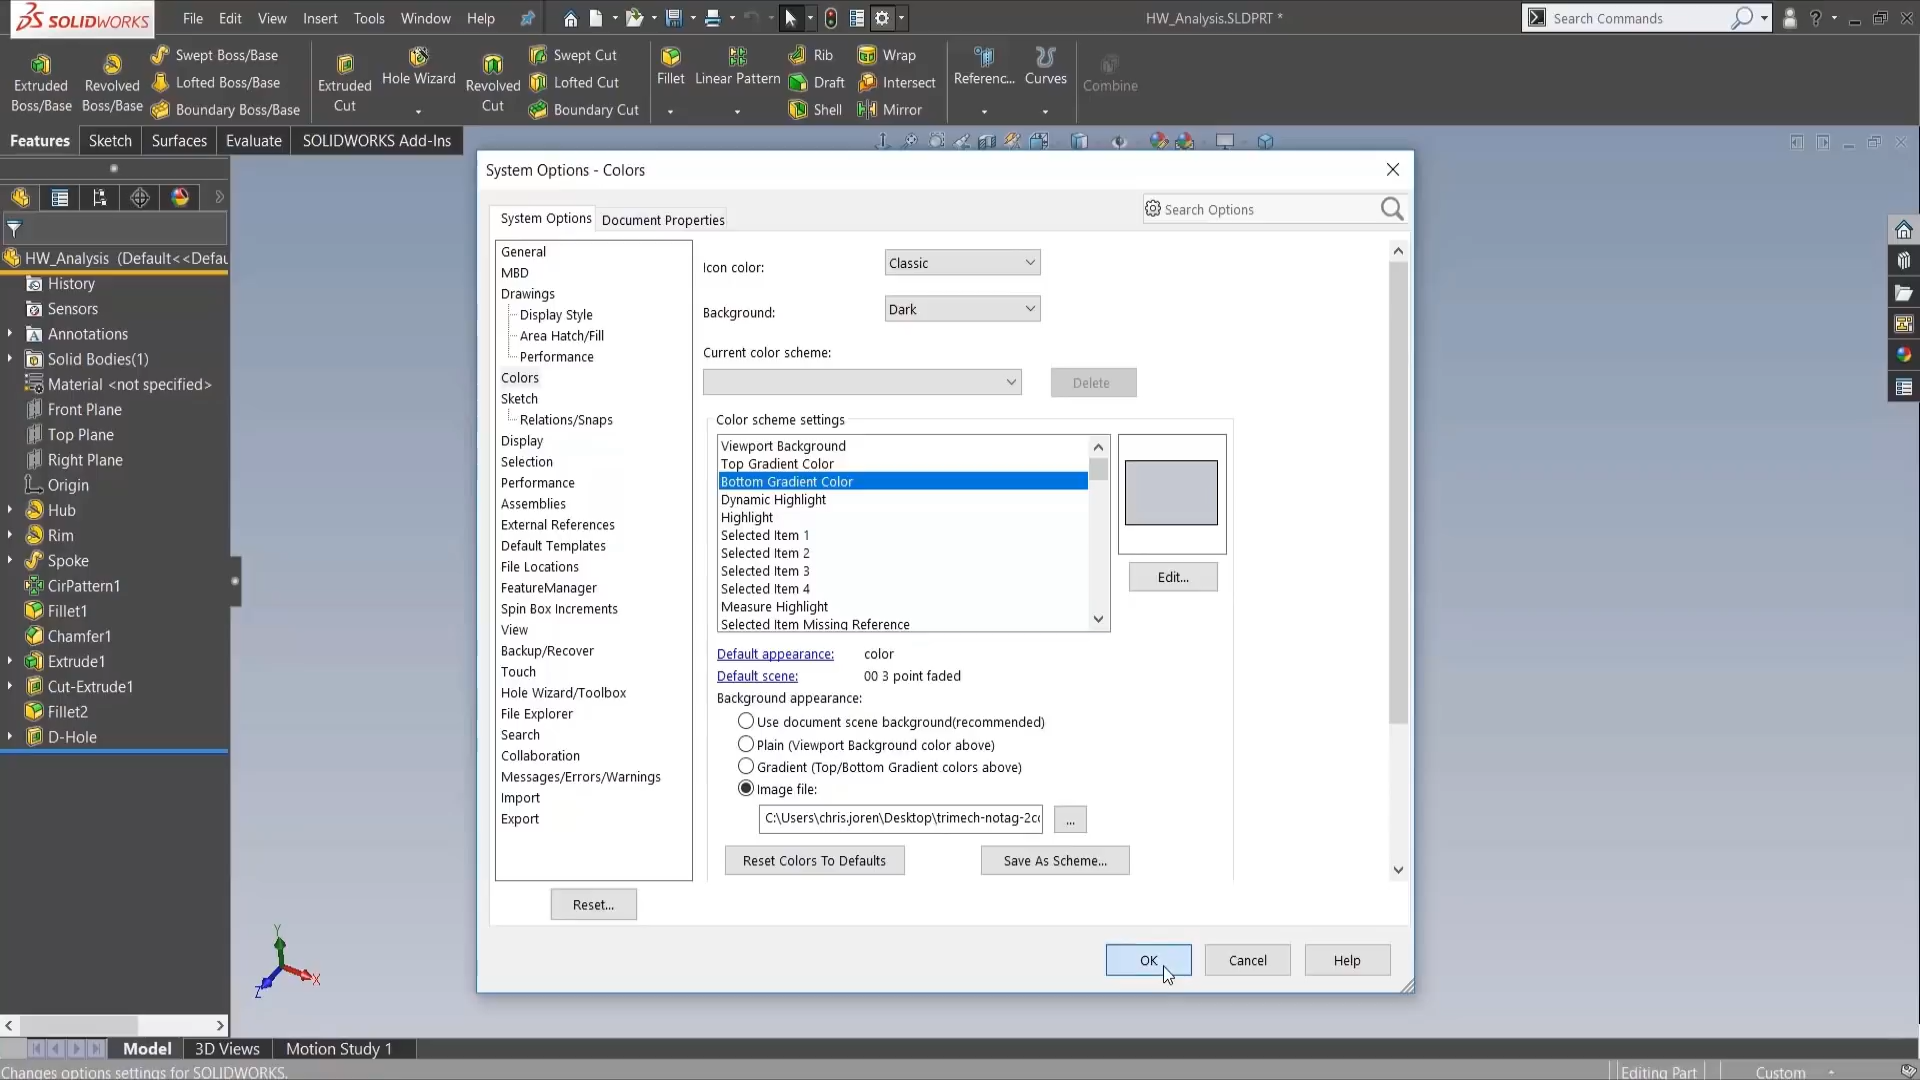 SOLIDWORKS File Edit View Insert Tools Window Help HW_Analysis.SLDPRT * Search Commands ?
Extruded Boss/Base
Revolved Boss/Base
Swept Boss/Base
Lofted Boss/Base
Boundary Boss/Base
Extruded Cut
Hole Wizard
Revolved Cut
Swept Cut
Lofted Cut
Boundary Cut
Fillet
Linear Pattern
Rib
Draft
Shell
Wrap
Intersect
Mirror
Referenc...
Curves
Combine
Features Sketch Surfaces Evaluate SOLIDWORKS Add-Ins
HW_Analysis (Default<<Defau
History
Sensors
Annotations
Solid Bodies(1)
Material <not specified>
Front Plane
Top Plane
Right Plane
Origin
Hub
Rim
Spoke
CirPattern1
Fillet1
Chamfer1
Extrude1
Cut-Extrude1
Fillet2
D-Hole
System Options - Colors
System Options Document Properties
Search Options
General
MBD
Drawings
Display Style
Area Hatch/Fill
Performance
Colors
Sketch
Relations/Snaps
Display
Selection
Performance
Assemblies
External References
Default Templates
File Locations
FeatureManager
Spin Box Increments
View
Backup/Recover
Touch
Hole Wizard/Toolbox
File Explorer
Search
Collaboration
Messages/Errors/Warnings
Import
Export
Reset...
Icon color: Classic
Background: Dark
Current color scheme:
Delete
Color scheme settings
Viewport Background
Top Gradient Color
Bottom Gradient Color
Dynamic Highlight
Highlight
Selected Item 1
Selected Item 2
Selected Item 3
Selected Item 4
Measure Highlight
Selected Item Missing Reference
Edit...
Default appearance: color
Default scene: 00 3 point faded
Background appearance:
Use document scene background(recommended)
Plain (Viewport Background color above)
Gradient (Top/Bottom Gradient colors above)
Image file:
C:\Users\chris.joren\Desktop\trimech-notag-2c
...
Reset Colors To Defaults Save As Scheme...
OK Cancel Help
Y
X
Z
Model 3D Views Motion Study 1
Changes options settings for SOLIDWORKS. Editing Part Custom